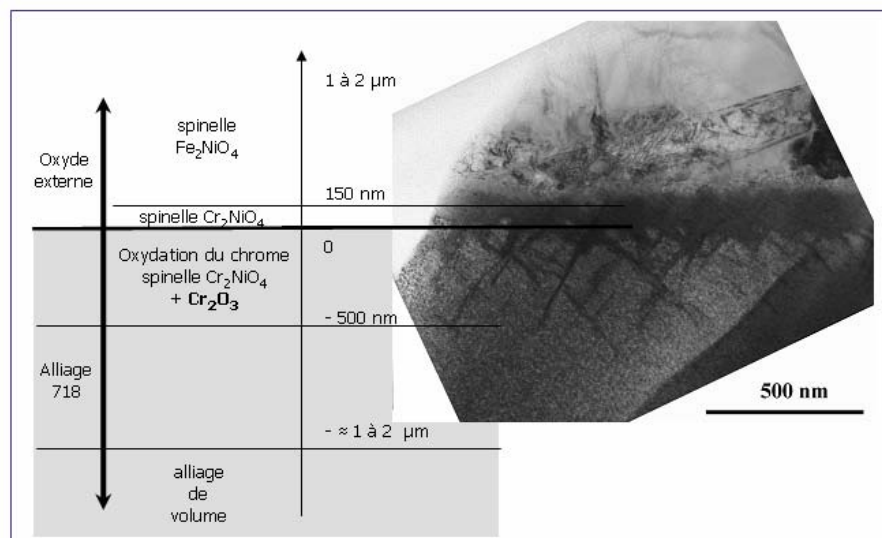 1 à 2 µm
spinelle
Fe₂NiO₄
Oxyde
externe
150 nm
spinelle Cr₂NiO₄
0
Oxydation du chrome
spinelle Cr₂NiO₄
+ Cr₂O₃
- 500 nm
Alliage
718
500 nm
- ≈ 1 à 2 µm
alliage
de
volume